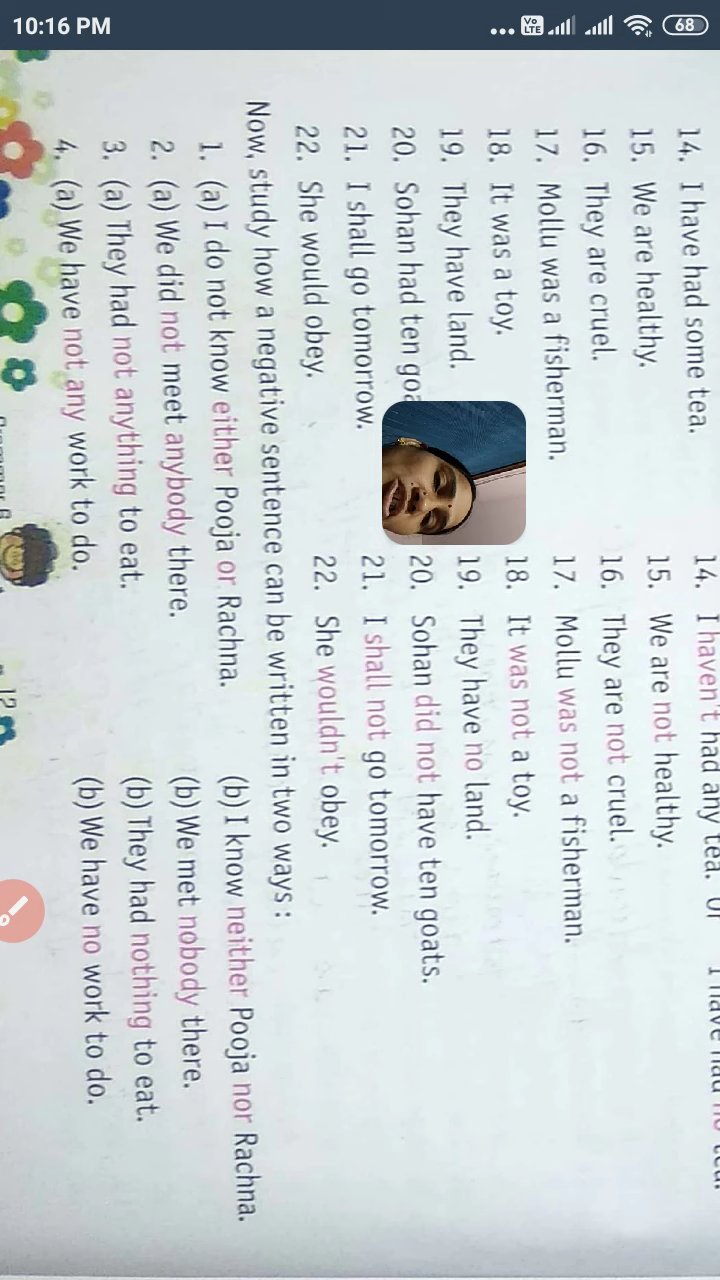 10:16 PM
Vo LTE
68
14. I have had some tea.
14. I haven't had any tea. Or I have had no tea.
15. We are healthy.
15. We are not healthy.
16. They are cruel.
16. They are not cruel.
17. Mollu was a fisherman.
17. Mollu was not a fisherman.
18. It was a toy.
18. It was not a toy.
19. They have land.
19. They have no land.
20. Sohan had ten goa
20. Sohan did not have ten goats.
21. I shall go tomorrow.
21. I shall not go tomorrow.
22. She would obey.
22. She wouldn't obey.
Now, study how a negative sentence can be written in two ways :
1. (a) I do not know either Pooja or Rachna.
(b) I know neither Pooja nor Rachna.
2. (a) We did not meet anybody there.
(b) We met nobody there.
3. (a) They had not anything to eat.
(b) They had nothing to eat.
4. (a) We have not any work to do.
(b) We have no work to do.
12